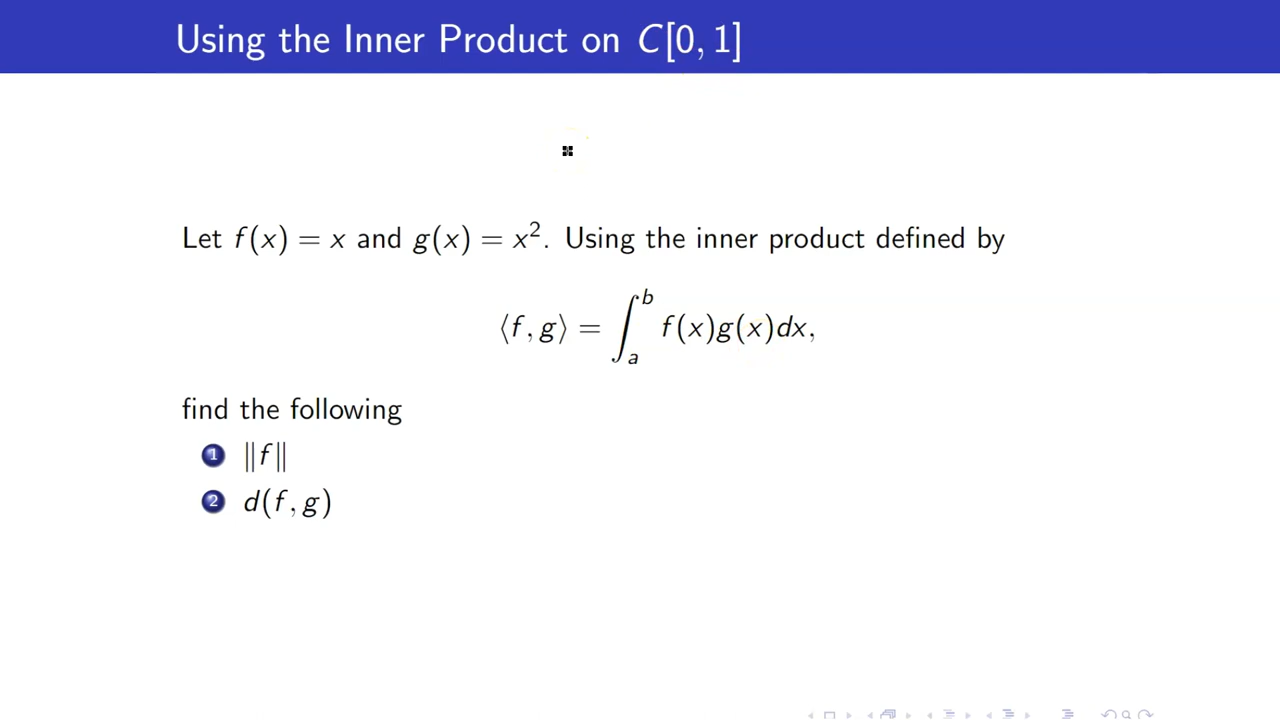 Using the Inner Product on C[0, 1]
Let f(x) = x and g(x) = x². Using the inner product defined by
⟨f, g⟩ = ∫ₐᵇ f(x)g(x)dx,
find the following
1 ‖f‖
2 d(f, g)